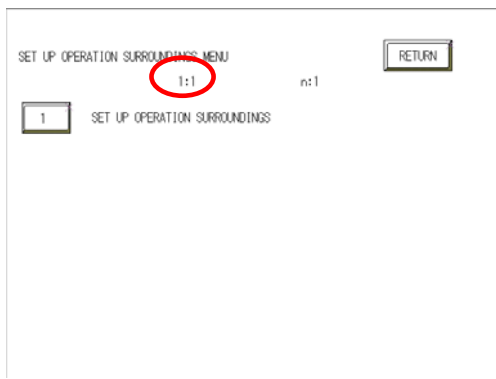 SET UP OPERATION SURROUNDINGS MENU
RETURN
1:1 n:1
1 SET UP OPERATION SURROUNDINGS